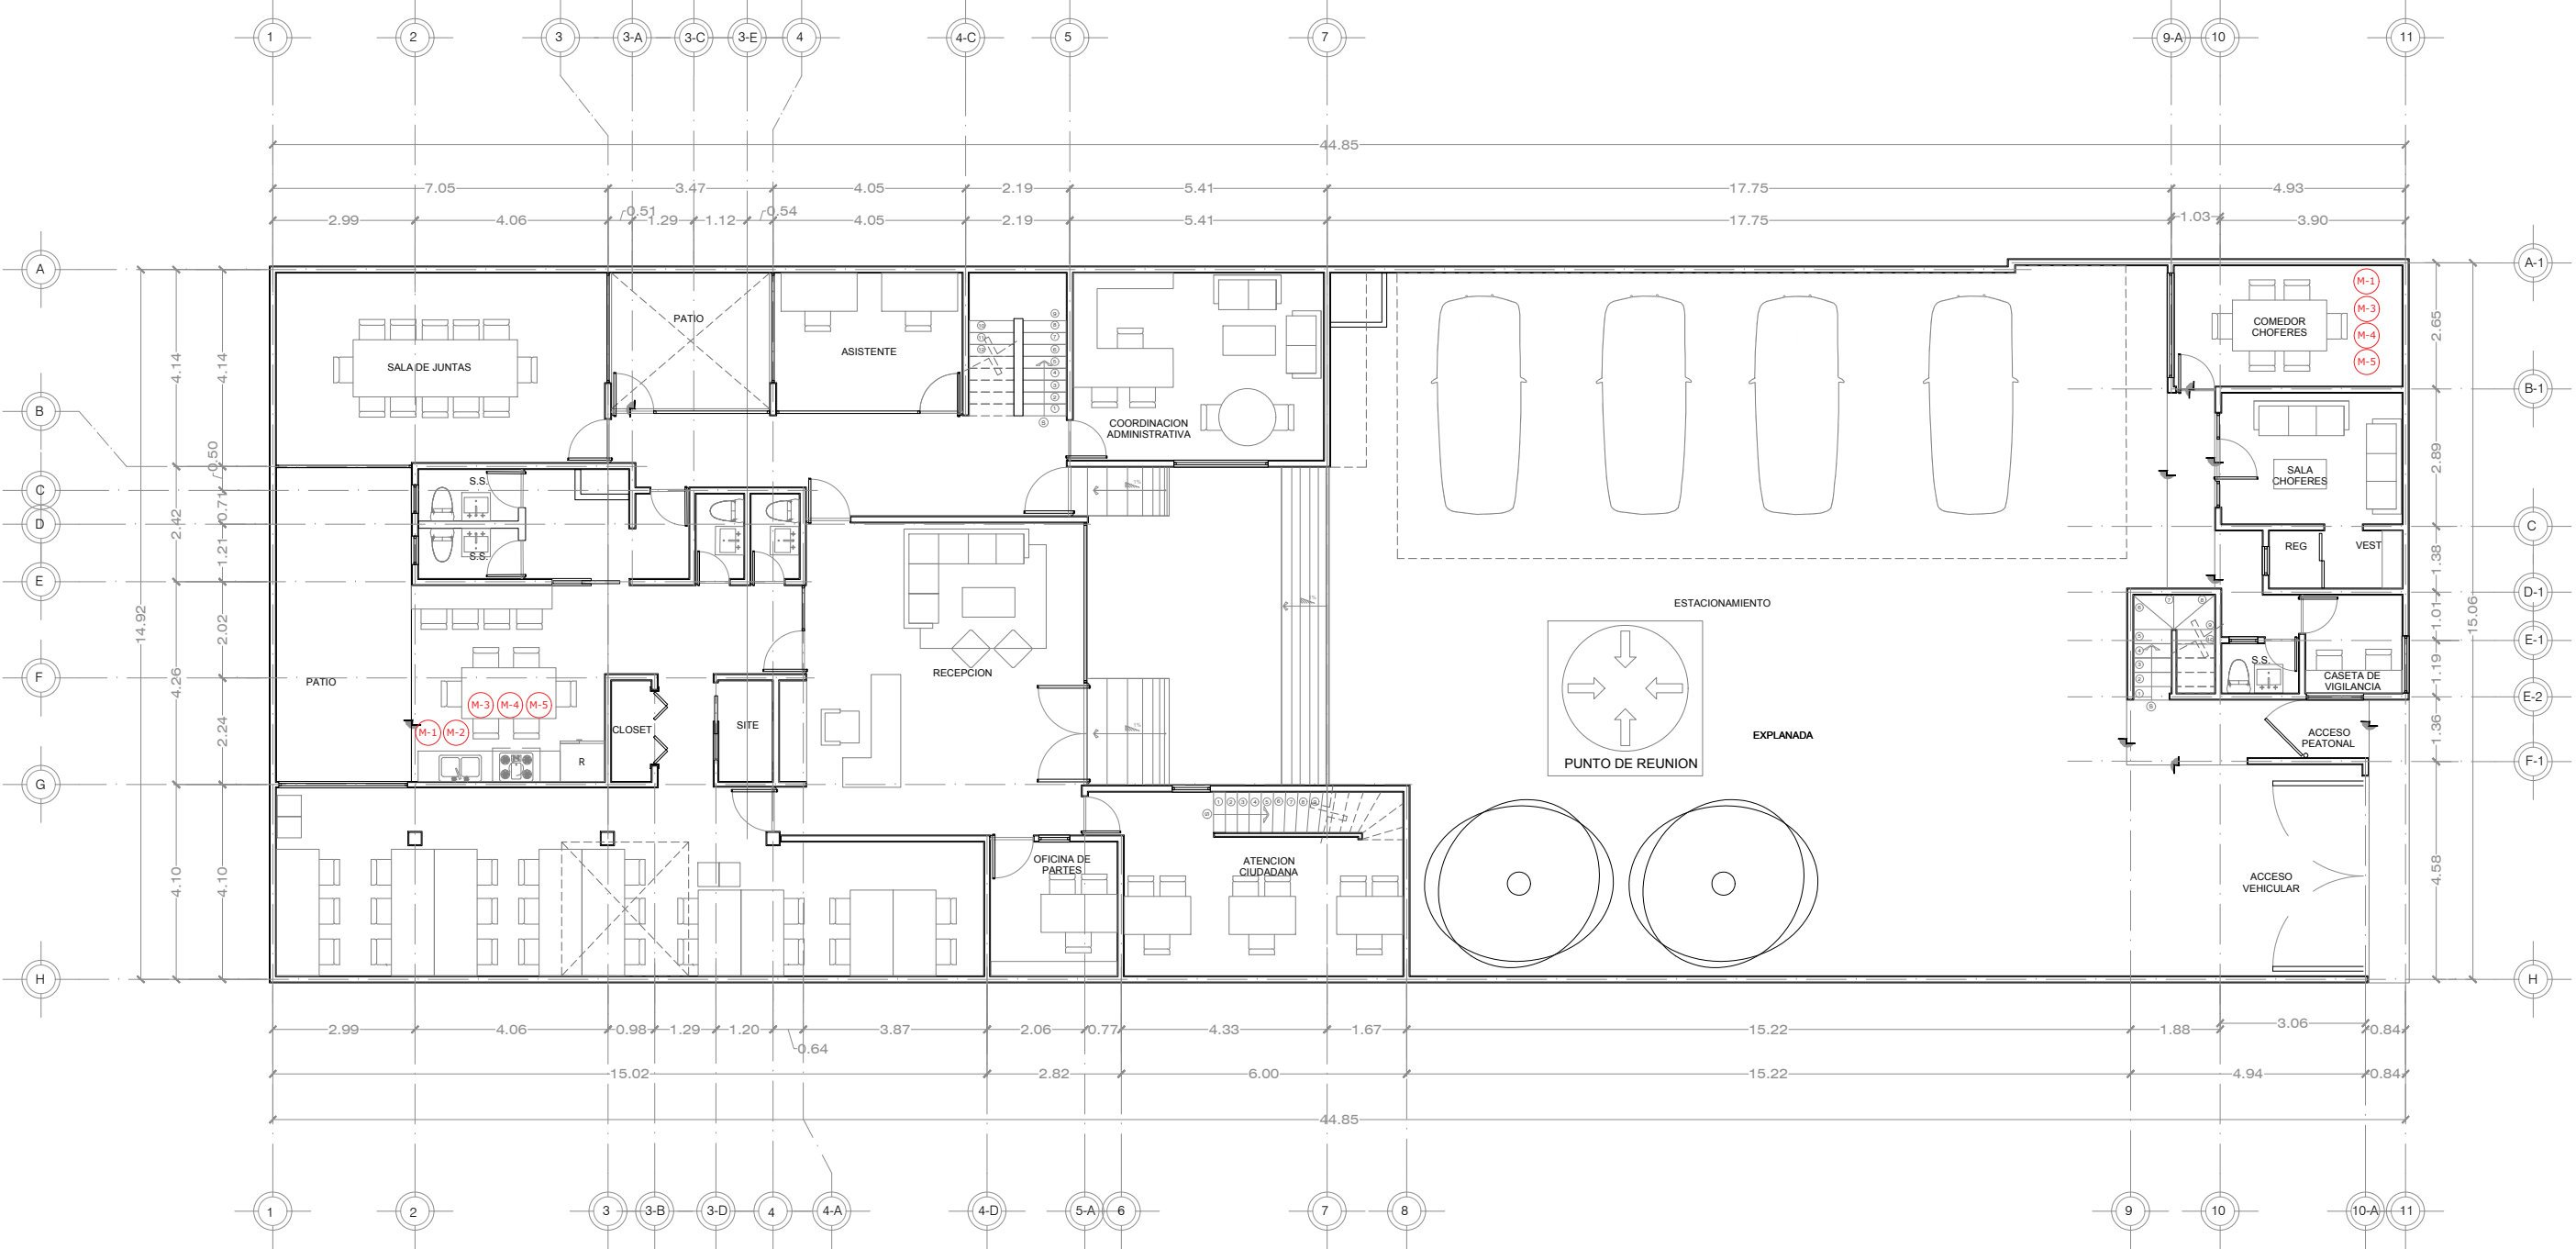 1 2 3 3-A 3-C 3-E 4 4-C 5 7 9-A 10 11
44.85
7.05 3.47 4.05 2.19 5.41 17.75 4.93
2.99 4.06 0.51 1.29 1.12 0.54 4.05 2.19 5.41 17.75 1.03 3.90
A
B
C
D
E
F
G
H
14.92
4.14 2.42 4.26 4.10
4.14 0.50 0.71 1.21 2.02 2.24 4.10
SALA DE JUNTAS
PATIO
ASISTENTE
COORDINACION
ADMINISTRATIVA
S.S.
S.S.
PATIO
M-3 M-4 M-5
M-1 M-2
R
CLOSET
SITE
RECEPCION
OFICINA DE
PARTES
ATENCION
CIUDADANA
ESTACIONAMIENTO
PUNTO DE REUNION
EXPLANADA
COMEDOR
CHOFERES
M-1
M-3
M-4
M-5
SALA
CHOFERES
REG
VEST
S.S.
CASETA DE
VIGILANCIA
ACCESO
PEATONAL
ACCESO
VEHICULAR
2.65 2.89 1.38 1.01 1.19 1.36 4.58
15.06
A-1
B-1
C
D-1
E-1
E-2
F-1
H
2.99 4.06 0.98 1.29 1.20 0.64 3.87 2.06 0.77 4.33 1.67 15.22 1.88 3.06 0.84
15.02 2.82 6.00 15.22 4.94 0.84
44.85
1 2 3 3-B 3-D 4 4-A 4-D 5-A 6 7 8 9 10 10-A 11